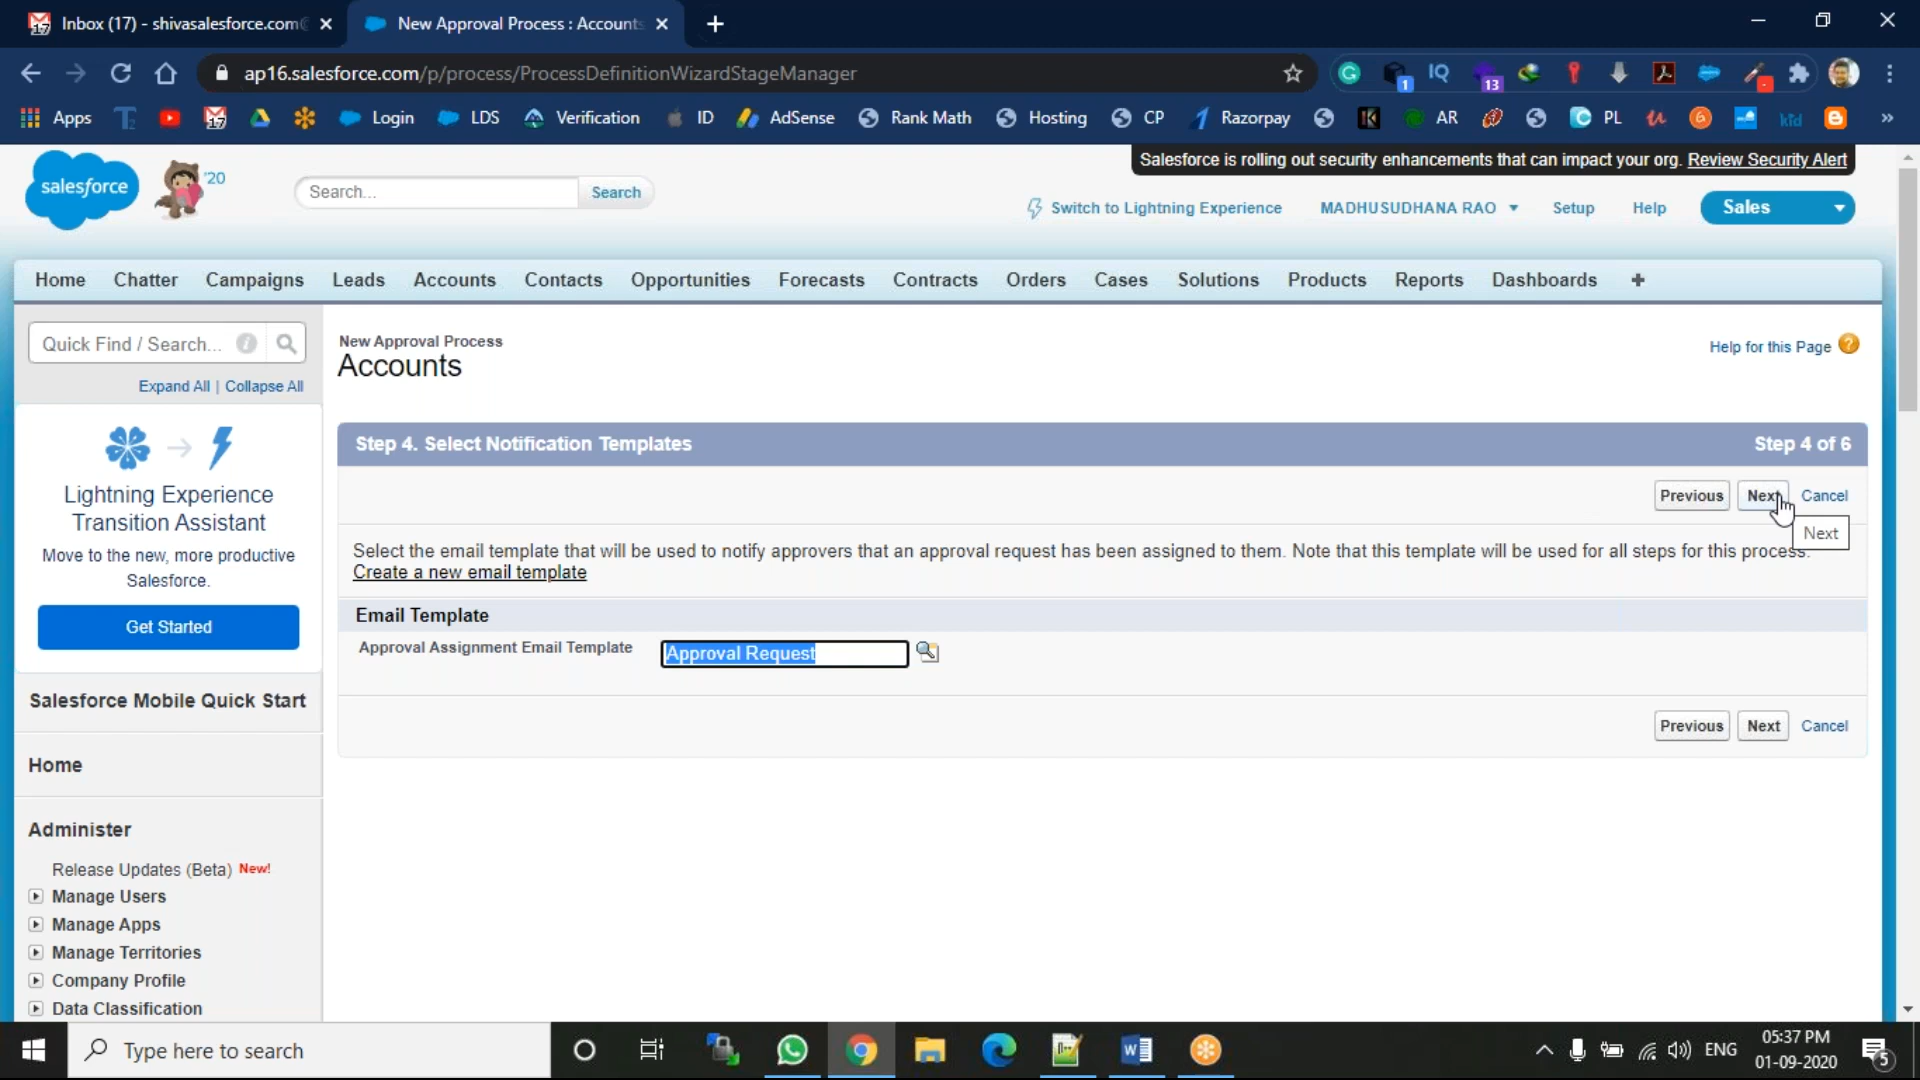 Inbox (17) - shivasalesforce.com
New Approval Process : Accounts
ap16.salesforce.com/p/process/ProcessDefinitionWizardStageManager
1
IQ
13
Apps
17
Login
LDS
Verification
ID
AdSense
Rank Math
Hosting
CP
Razorpay
AR
PL
kfd
»
Salesforce is rolling out security enhancements that can impact your org. Review Security Alert
salesforce
'20
Search...
Search
Switch to Lightning Experience
MADHUSUDHANA RAO
Setup
Help
Sales
Home
Chatter
Campaigns
Leads
Accounts
Contacts
Opportunities
Forecasts
Contracts
Orders
Cases
Solutions
Products
Reports
Dashboards
+
Quick Find / Search...
Expand All | Collapse All
Lightning Experience
Transition Assistant
Move to the new, more productive
Salesforce.
Get Started
Salesforce Mobile Quick Start
Home
Administer
Release Updates (Beta) New!
Manage Users
Manage Apps
Manage Territories
Company Profile
Data Classification
New Approval Process
Accounts
Help for this Page
Step 4. Select Notification Templates
Step 4 of 6
Previous
Next
Cancel
Next
Select the email template that will be used to notify approvers that an approval request has been assigned to them. Note that this template will be used for all steps for this process.
Create a new email template
Email Template
Approval Assignment Email Template
Approval Request
Previous
Next
Cancel
Type here to search
ENG
05:37 PM
01-09-2020
5